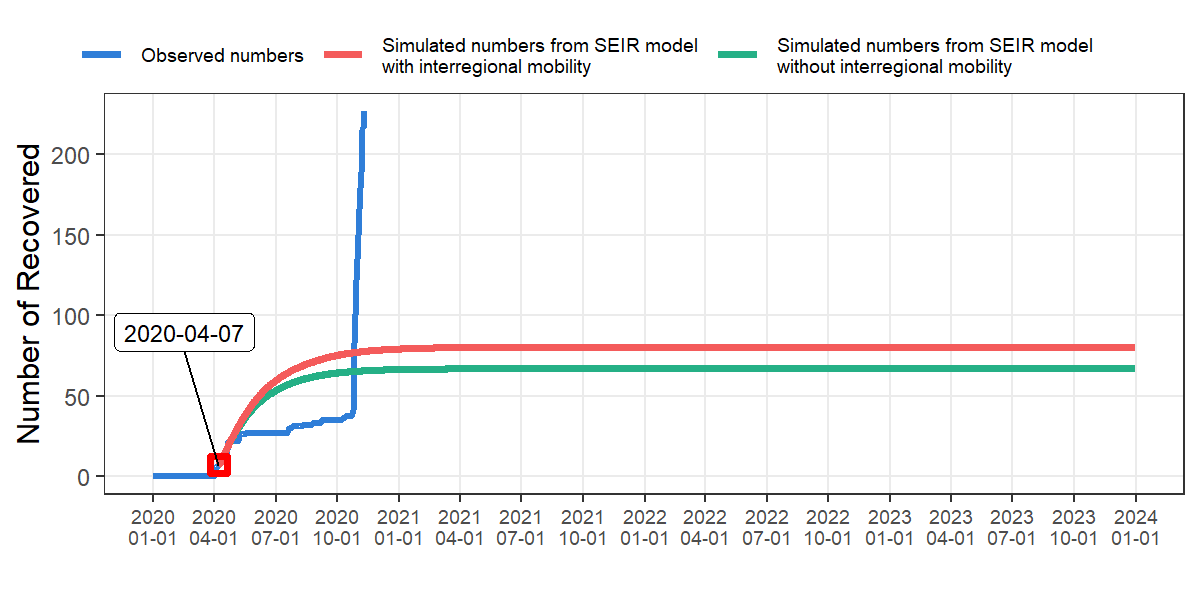 Observed numbers
Simulated numbers from SEIR model
with interregional mobility
Simulated numbers from SEIR model
without interregional mobility
Number of Recovered
200
150
100
50
0
2020-04-07
2020 2020 2020 2020 2021 2021 2021 2021 2022 2022 2022 2022 2023 2023 2023 2023 2024
01-01 04-01 07-01 10-01 01-01 04-01 07-01 10-01 01-01 04-01 07-01 10-01 01-01 04-01 07-01 10-01 01-01